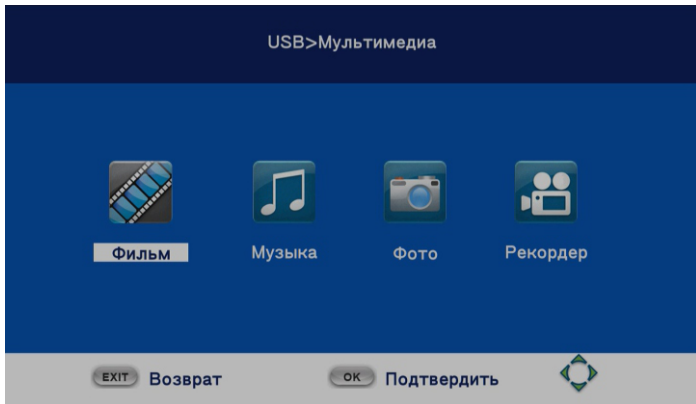 USB>Мультимедиа
Фильм Музыка Фото Рекордер
EXIT Возврат OK Подтвердить